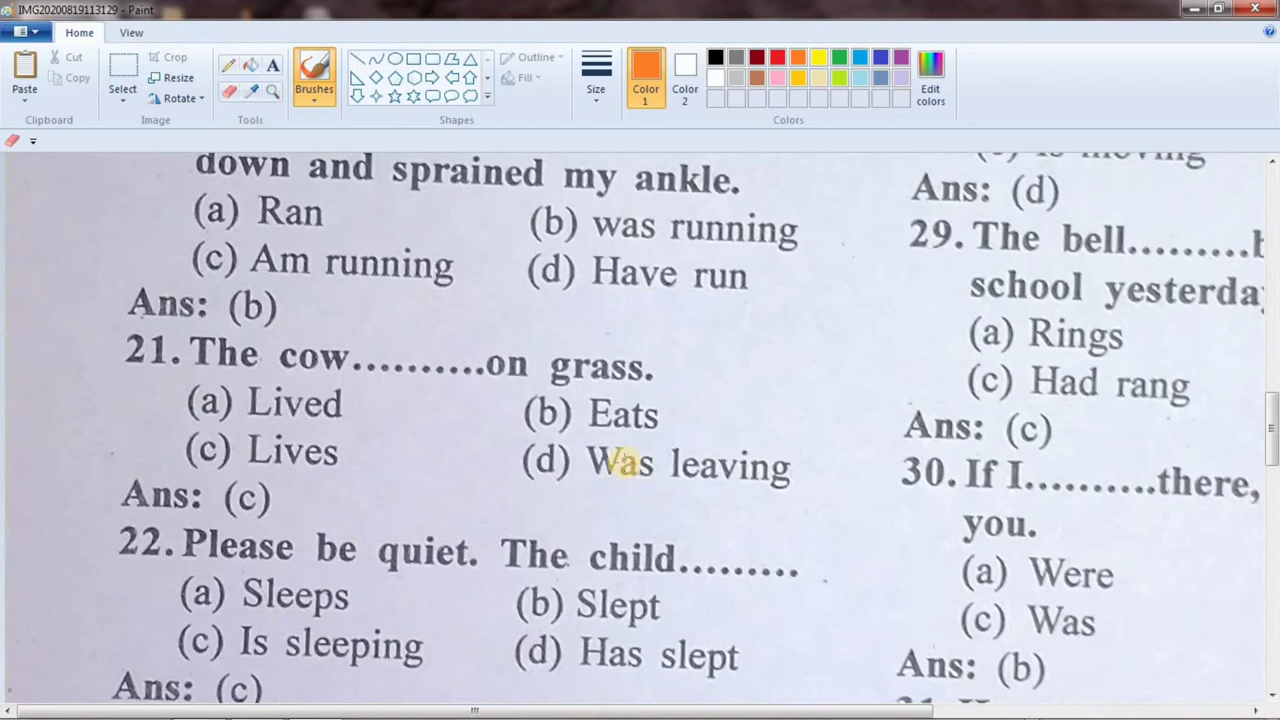 IMG20200819113129 - Paint
Home
View
Paste
Cut
Copy
Clipboard
Select
Crop
Resize
Rotate
Image
Tools
Brushes
Shapes
Outline
Fill
Size
Color 1
Color 2
Edit colors
Colors
down and sprained my ankle.
(a) Ran (b) was running
(c) Am running (d) Have run
Ans: (b)
21. The cow..........on grass.
(a) Lived (b) Eats
(c) Lives (d) Was leaving
Ans: (c)
22. Please be quiet. The child.........
(a) Sleeps (b) Slept
(c) Is sleeping (d) Has slept
Ans: (c)
Ans: (d)
29. The bell.........
school yesterda
(a) Rings
(c) Had rang
Ans: (c)
30. If I..........there,
you.
(a) Were
(c) Was
Ans: (b)